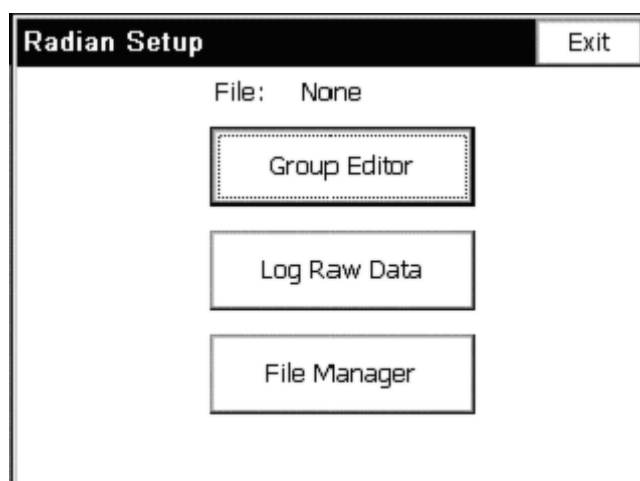 Radian Setup Exit
File: None
Group Editor
Log Raw Data
File Manager